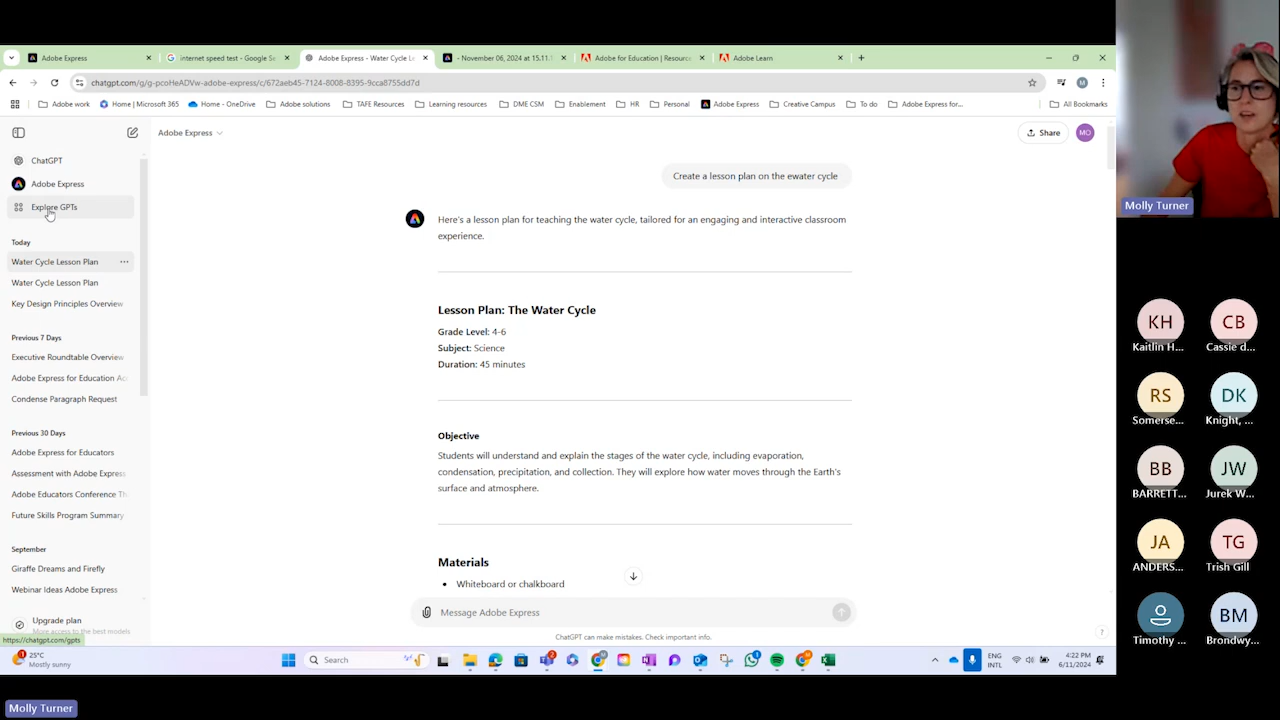 Adobe Express
internet speed test - Google Se
Adobe Express - Water Cycle L
- November 06, 2024 at 15.11.
Adobe for Education | Resourc
Adobe Learn
chatgpt.com/g/g-pcoHeADVw-adobe-express/c/672aeb45-7124-8008-8395-9cca8755dd7d
Adobe work
Home | Microsoft 365
Home - OneDrive
Adobe solutions
TAFE Resources
Learning resources
DME CSM
Enablement
HR
Personal
Adobe Express
Creative Campus
To do
Adobe Express for...
All Bookmarks
ChatGPT
Adobe Express
Explore GPTs
Today
Water Cycle Lesson Plan
Water Cycle Lesson Plan
Key Design Principles Overview
Previous 7 Days
Executive Roundtable Overview
Adobe Express for Education Ac
Condense Paragraph Request
Previous 30 Days
Adobe Express for Educators
Assessment with Adobe Express
Adobe Educators Conference Th
Future Skills Program Summary
September
Giraffe Dreams and Firefly
Webinar Ideas Adobe Express
Upgrade plan
More access to the best models
https://chatgpt.com/gpts
Adobe Express
Share
MO
Create a lesson plan on the ewater cycle
Here's a lesson plan for teaching the water cycle, tailored for an engaging and interactive classroom
experience.
Lesson Plan: The Water Cycle
Grade Level: 4-6
Subject: Science
Duration: 45 minutes
Objective
Students will understand and explain the stages of the water cycle, including evaporation,
condensation, precipitation, and collection. They will explore how water moves through the Earth's
surface and atmosphere.
Materials
• Whiteboard or chalkboard
Message Adobe Express
ChatGPT can make mistakes. Check important info.
25°C
Mostly sunny
Search
ENG
INTL
4:22 PM
6/11/2024
Molly Turner
KH
Kaitlin H...
CB
Cassie d...
RS
Somerse...
DK
Knight, ...
BB
BARRETT...
JW
Jurek W...
JA
ANDERS...
TG
Trish Gill
Timothy ...
BM
Brondwy...
Molly Turner